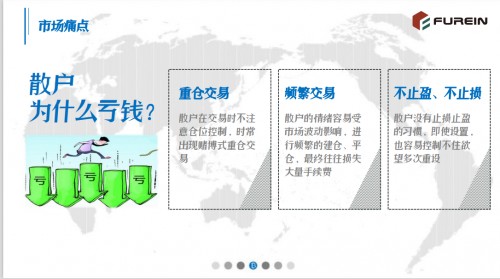 市场痛点
FUREIN
散户
为什么亏钱？
重仓交易
散户在交易时不注
意仓位控制，时常
出现赌博式重仓交
易
频繁交易
散户的情绪容易受
市场波动影响，进
行频繁的建仓、平
仓，最终往往损失
大量手续费
不止盈、不止损
散户没有止损止盈
的习惯，即使设置，
也容易控制不住欲
望多次重设
亏
亏
亏
亏